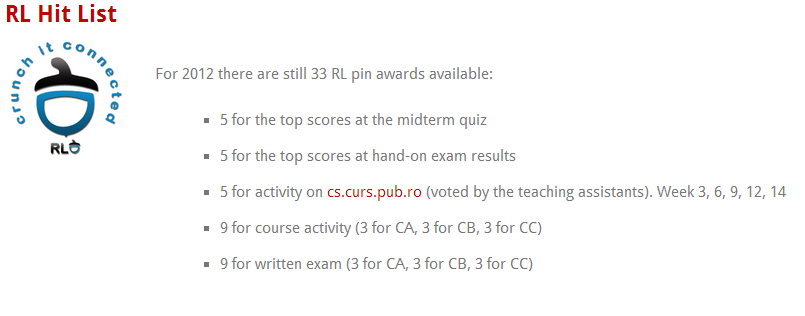 RL Hit List
crunch it connected
RL
For 2012 there are still 33 RL pin awards available:
5 for the top scores at the midterm quiz
5 for the top scores at hand-on exam results
5 for activity on cs.curs.pub.ro (voted by the teaching assistants). Week 3, 6, 9, 12, 14
9 for course activity (3 for CA, 3 for CB, 3 for CC)
9 for written exam (3 for CA, 3 for CB, 3 for CC)